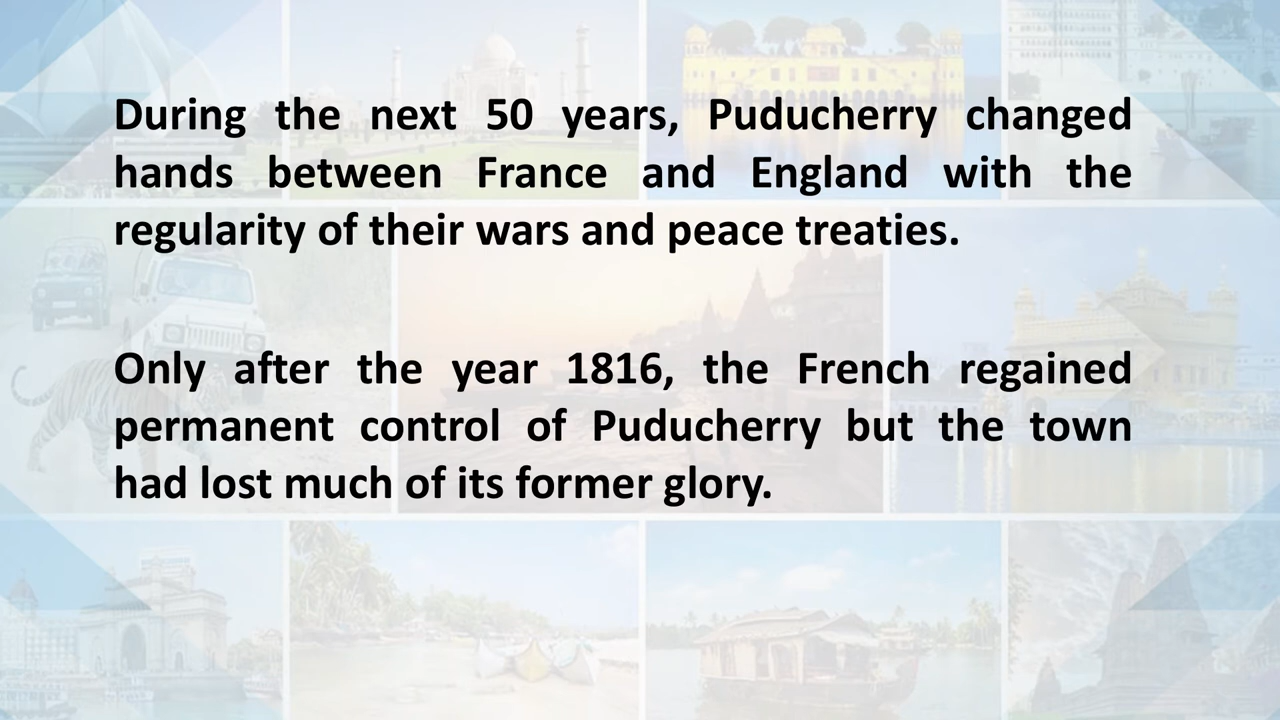 During the next 50 years, Puducherry changed
hands between France and England with the
regularity of their wars and peace treaties.
Only after the year 1816, the French regained
permanent control of Puducherry but the town
had lost much of its former glory.